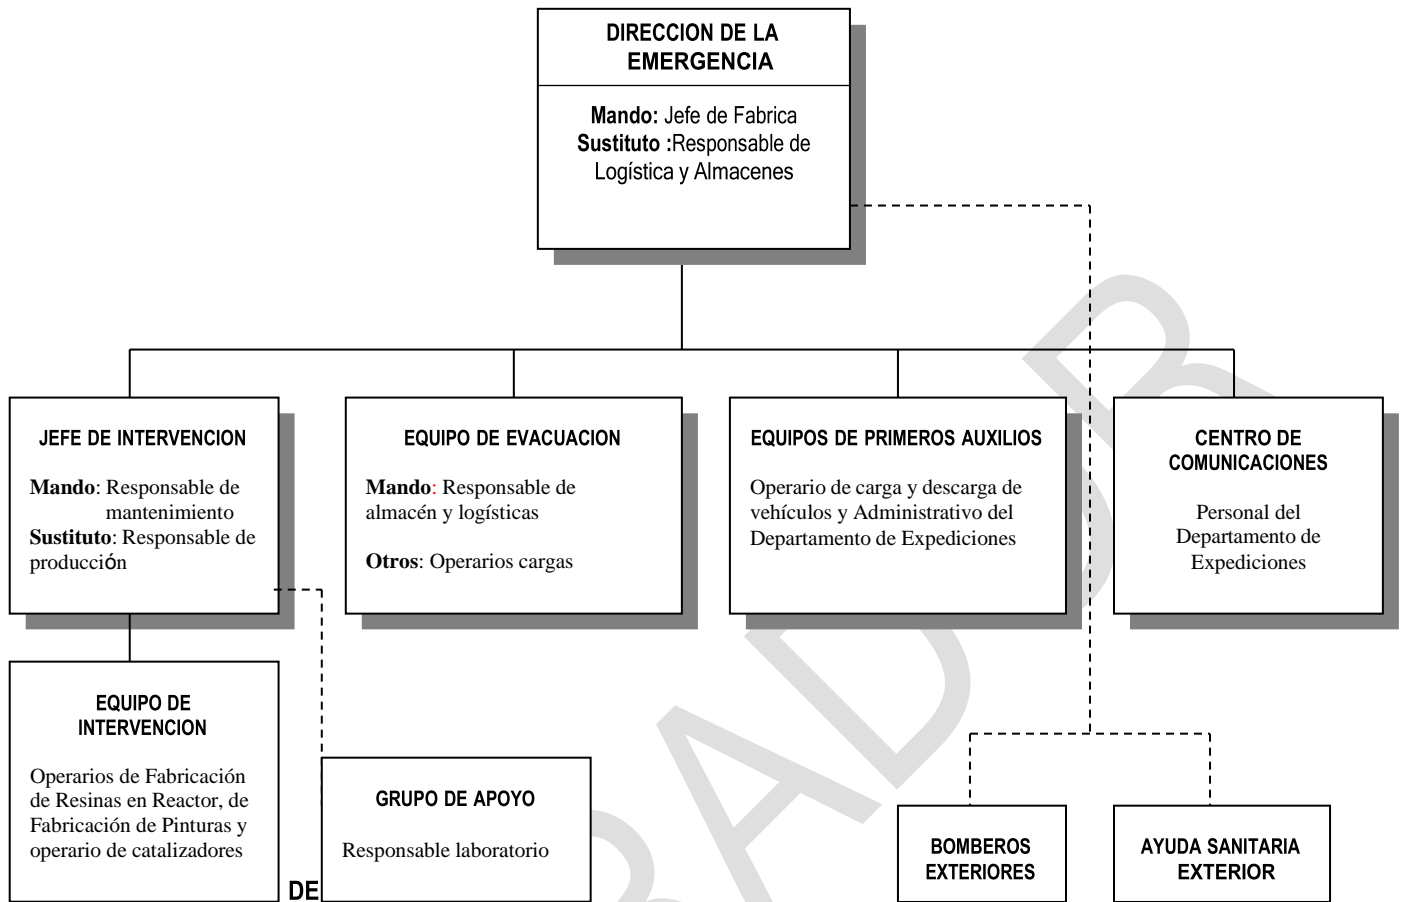 DIRECCION DE LA
EMERGENCIA
Mando: Jefe de Fabrica
Sustituto :Responsable de
Logística y Almacenes
JEFE DE INTERVENCION
Mando: Responsable de
mantenimiento
Sustituto: Responsable de
producción
EQUIPO DE EVACUACION
Mando: Responsable de
almacén y logísticas
Otros: Operarios cargas
EQUIPOS DE PRIMEROS AUXILIOS
Operario de carga y descarga de
vehículos y Administrativo del
Departamento de Expediciones
CENTRO DE
COMUNICACIONES
Personal del
Departamento de
Expediciones
EQUIPO DE
INTERVENCION
Operarios de Fabricación
de Resinas en Reactor, de
Fabricación de Pinturas y
operario de catalizadores
DE
GRUPO DE APOYO
Responsable laboratorio
BOMBEROS
EXTERIORES
AYUDA SANITARIA
EXTERIOR